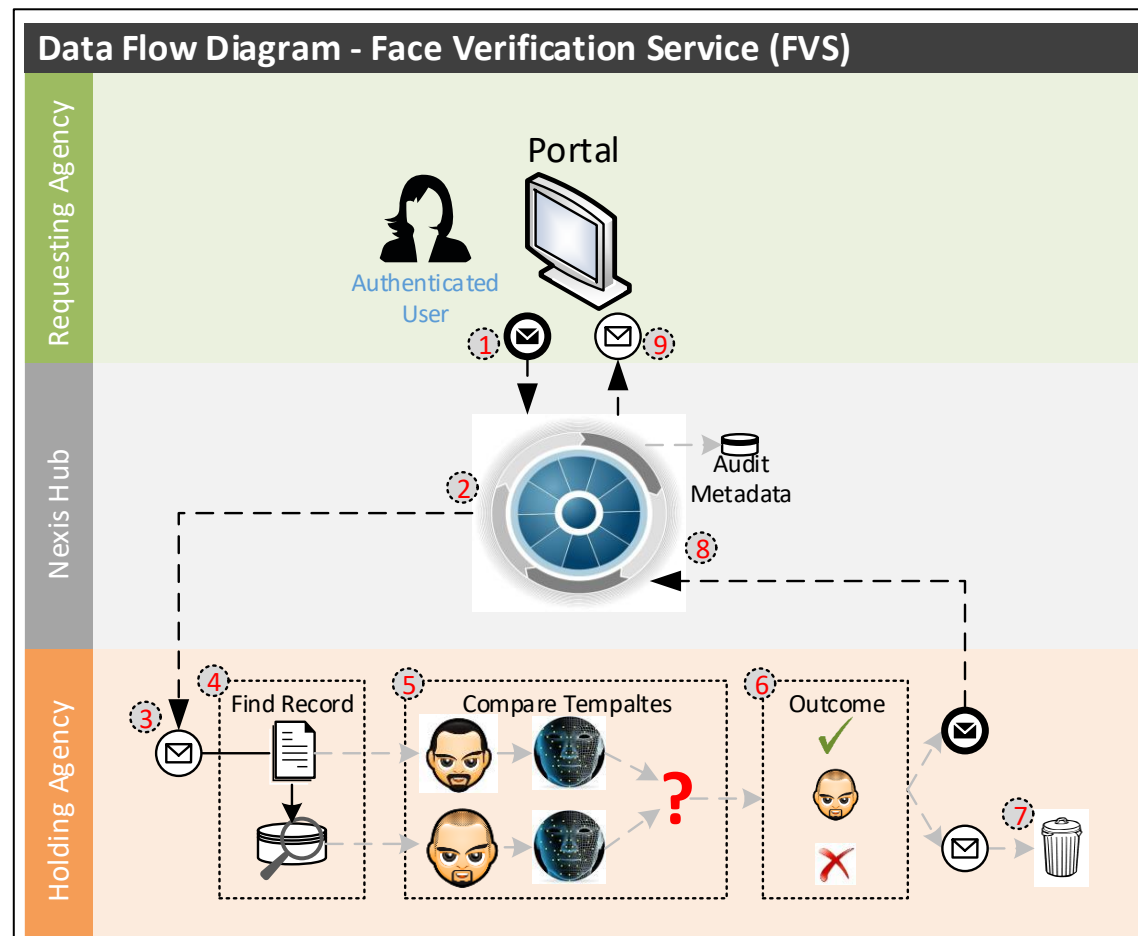 Data Flow Diagram - Face Verification Service (FVS)
Requesting Agency
Portal
Authenticated
User
1
9
Nexis Hub
2
Audit
Metadata
8
Holding Agency
3
4
Find Record
5
Compare Tempaltes
?
6
Outcome
7